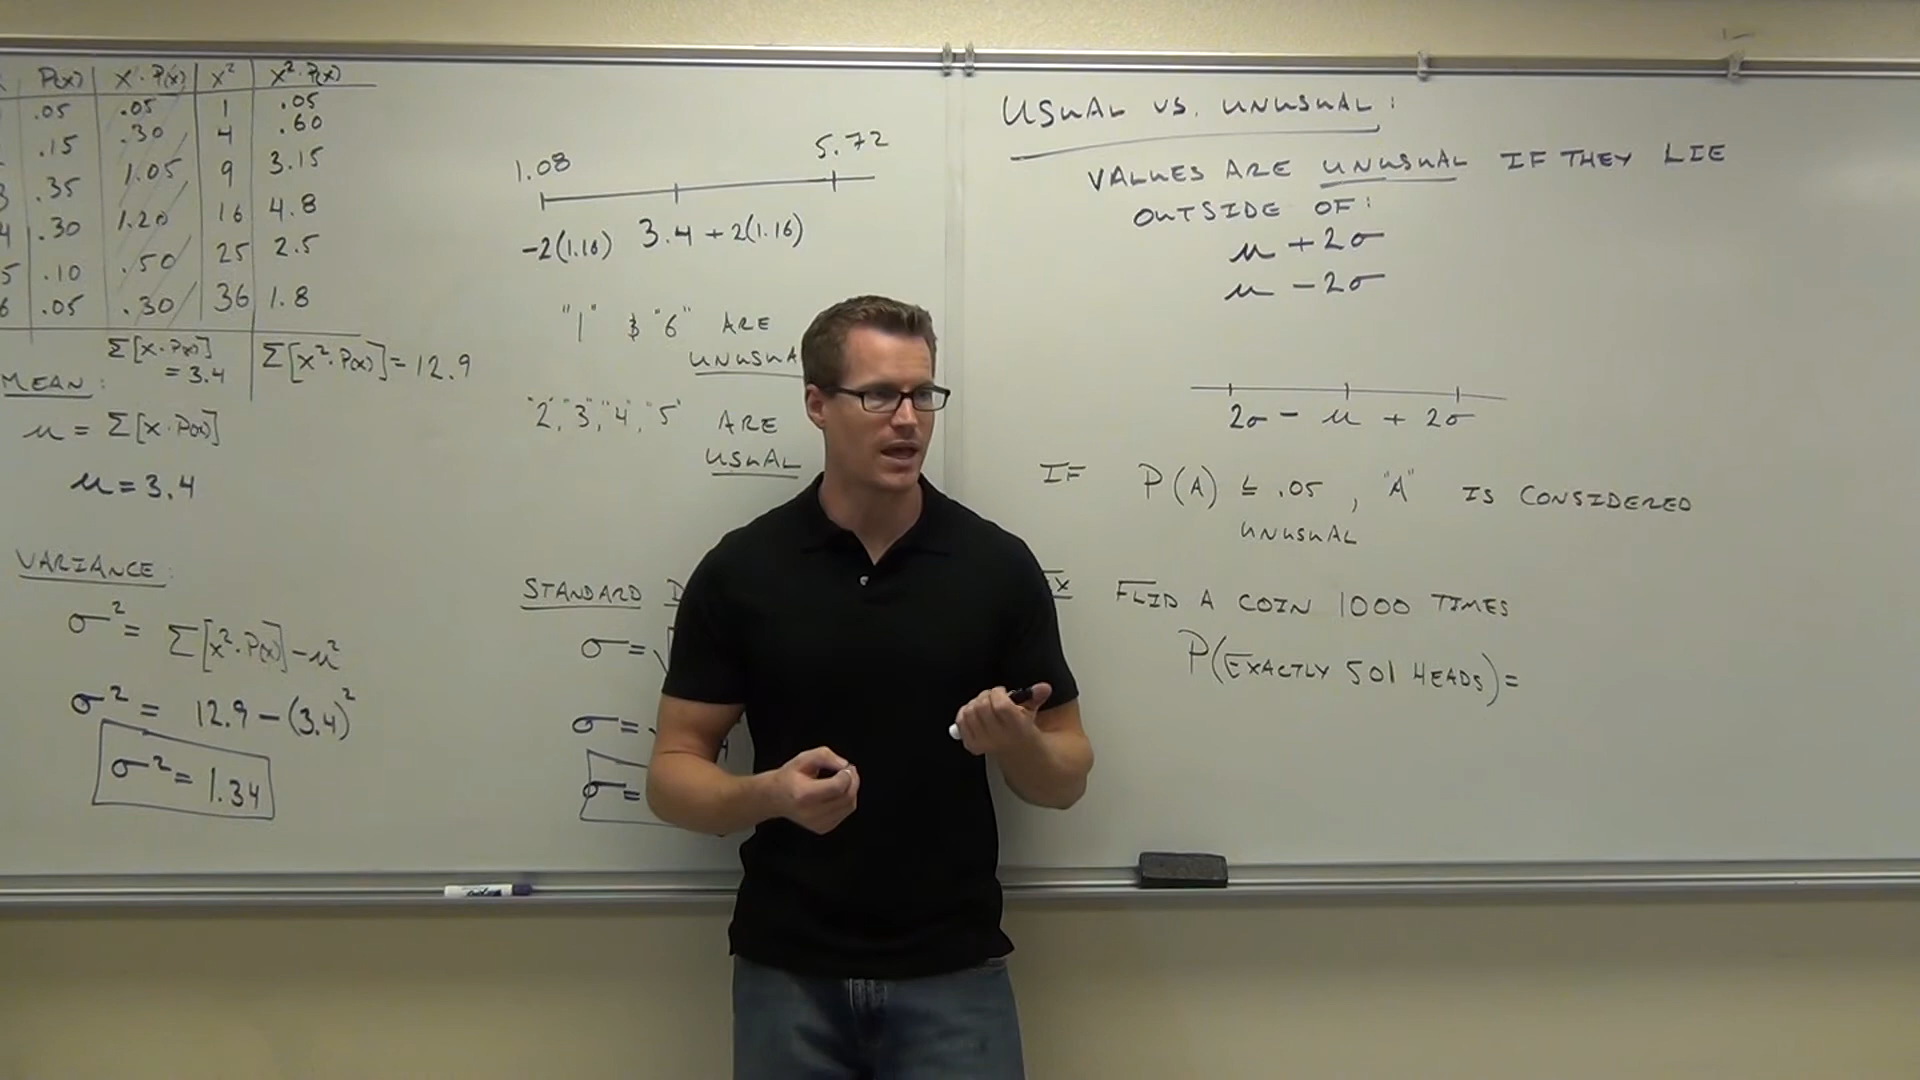 P(x) x·P(x) x² x²·P(x)
.05 .05 1 .05
.15 .30 4 .60
3 .35 1.05 9 3.15
4 .30 1.20 16 4.8
5 .10 .50 25 2.5
6 .05 .30 36 1.8
Σ[x·P(x)] = 3.4
Σ[x²·P(x)] = 12.9
MEAN:
μ = Σ[x·P(x)]
μ = 3.4
VARIANCE:
σ² = Σ[x²·P(x)] - μ²
σ² = 12.9 - (3.4)²
σ² = 1.34
1.08 5.72
-2(1.16) 3.4 + 2(1.16)
"1" & "6" ARE
UNUSUA
"2", "3", "4", "5" ARE
USUAL
STANDARD D
σ = √
σ = √
σ =
USUAL VS. UNUSUAL:
VALUES ARE UNUSUAL IF THEY LIE
OUTSIDE OF:
μ + 2σ
μ - 2σ
2σ - μ + 2σ
IF P(A) ≤ .05, "A" IS CONSIDERED
UNUSUAL
EX FLIP A COIN 1000 TIMES
P(EXACTLY 501 HEADS) =